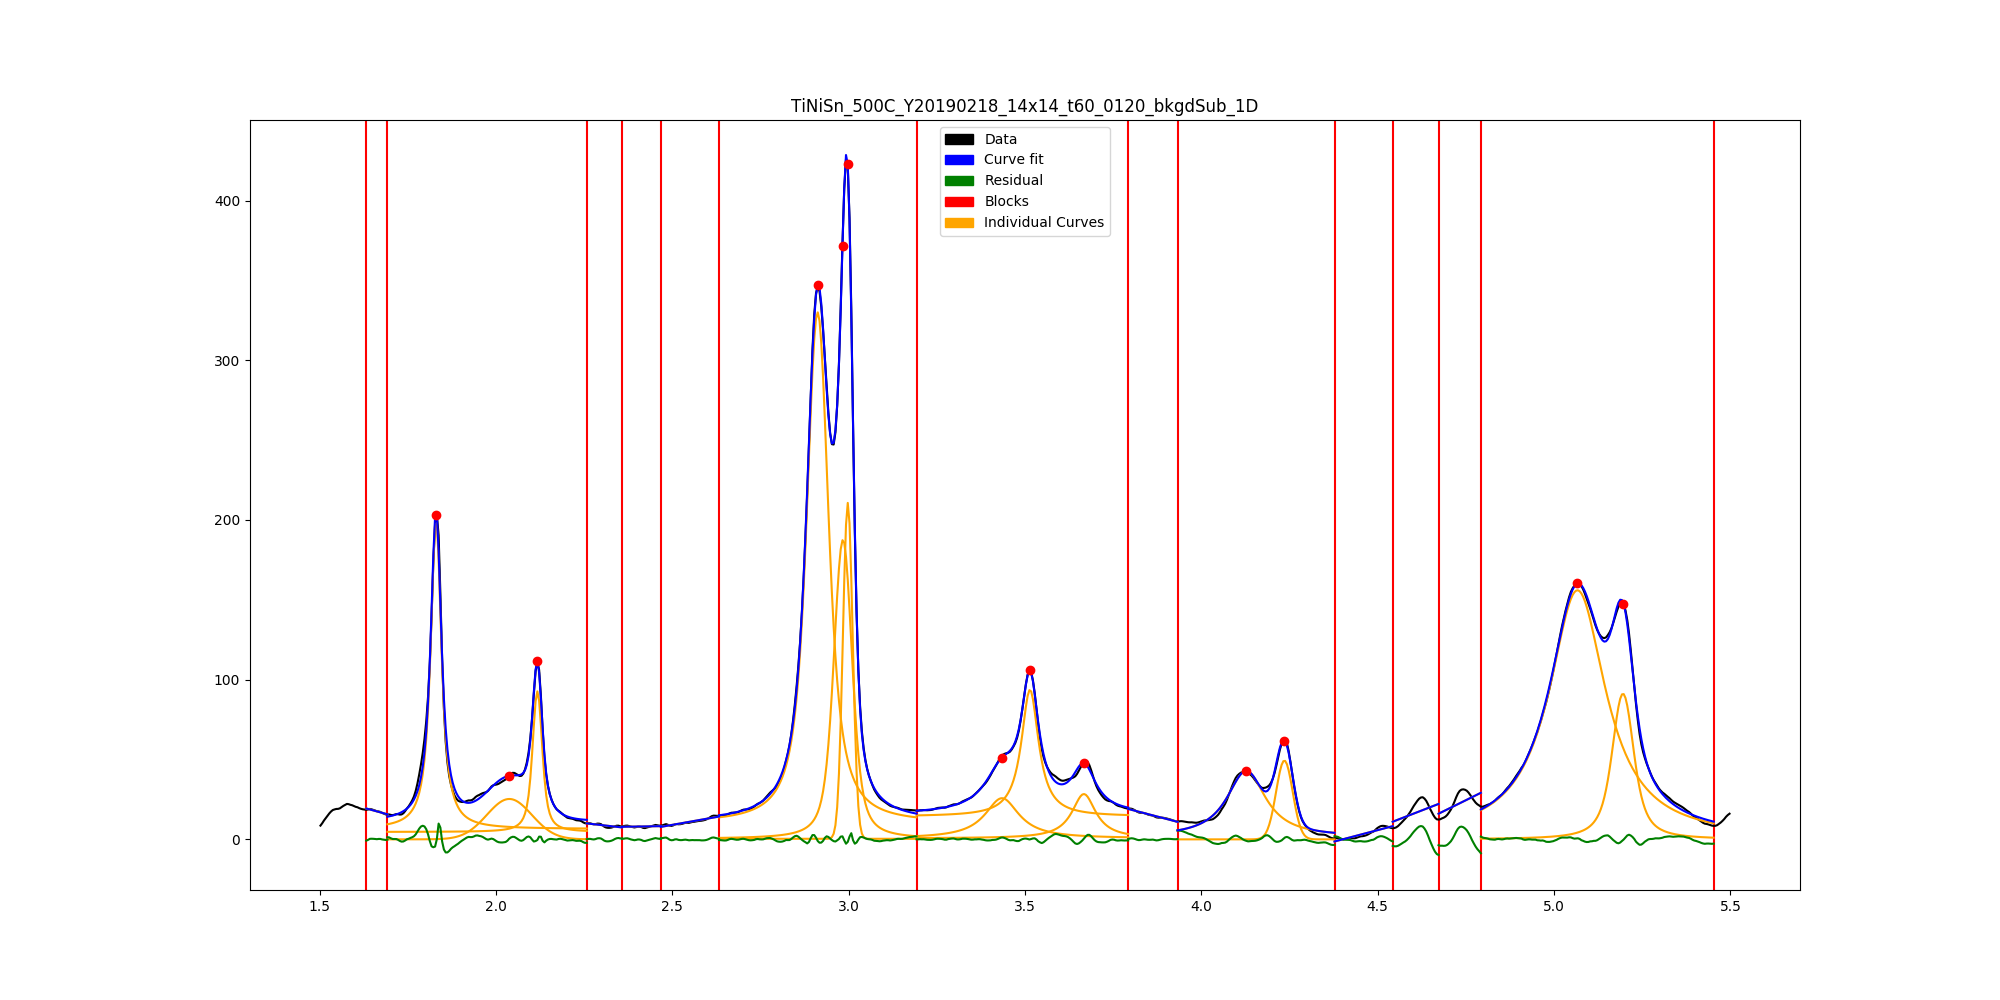 TiNiSn_500C_Y20190218_14x14_t60_0120_bkgdSub_1D
Data
Curve fit
Residual
Blocks
Individual Curves
400
300
200
100
0
1.5 2.0 2.5 3.0 3.5 4.0 4.5 5.0 5.5